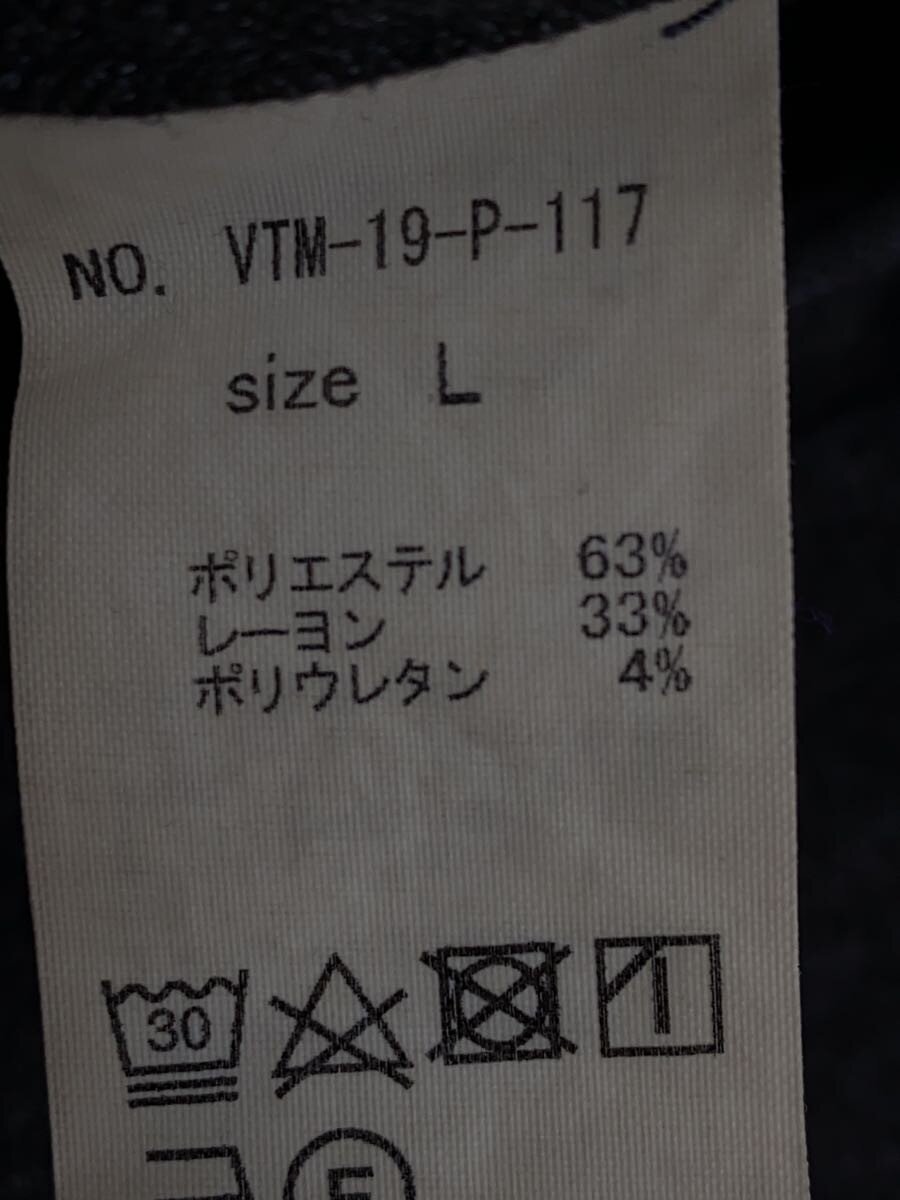 NO. VTM-19-P-117
size L
ポリエステル 63%
レーヨン 33%
ポリウレタン 4%
30